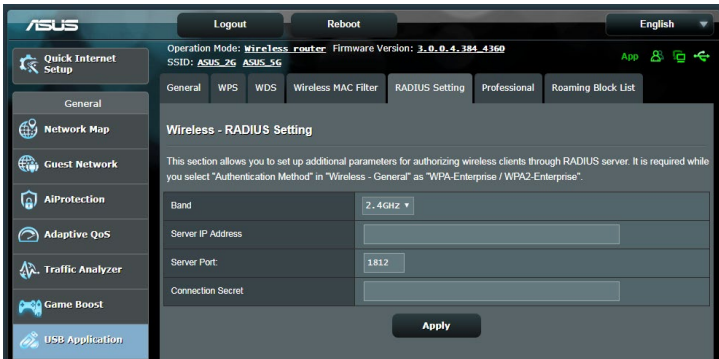 ASUS
Logout
Reboot
English
Quick Internet
Setup
Operation Mode: Wireless router Firmware Version: 3.0.0.4.384_4360
SSID: ASUS_2G ASUS_5G
App
General WPS WDS Wireless MAC Filter RADIUS Setting Professional Roaming Block List
General
Network Map
Guest Network
AiProtection
Adaptive QoS
Traffic Analyzer
Game Boost
USB Application
Wireless - RADIUS Setting
This section allows you to set up additional parameters for authorizing wireless clients through RADIUS server. It is required while
you select "Authentication Method" in "Wireless - General" as "WPA-Enterprise / WPA2-Enterprise".
Band 2.4GHz
Server IP Address
Server Port: 1812
Connection Secret
Apply